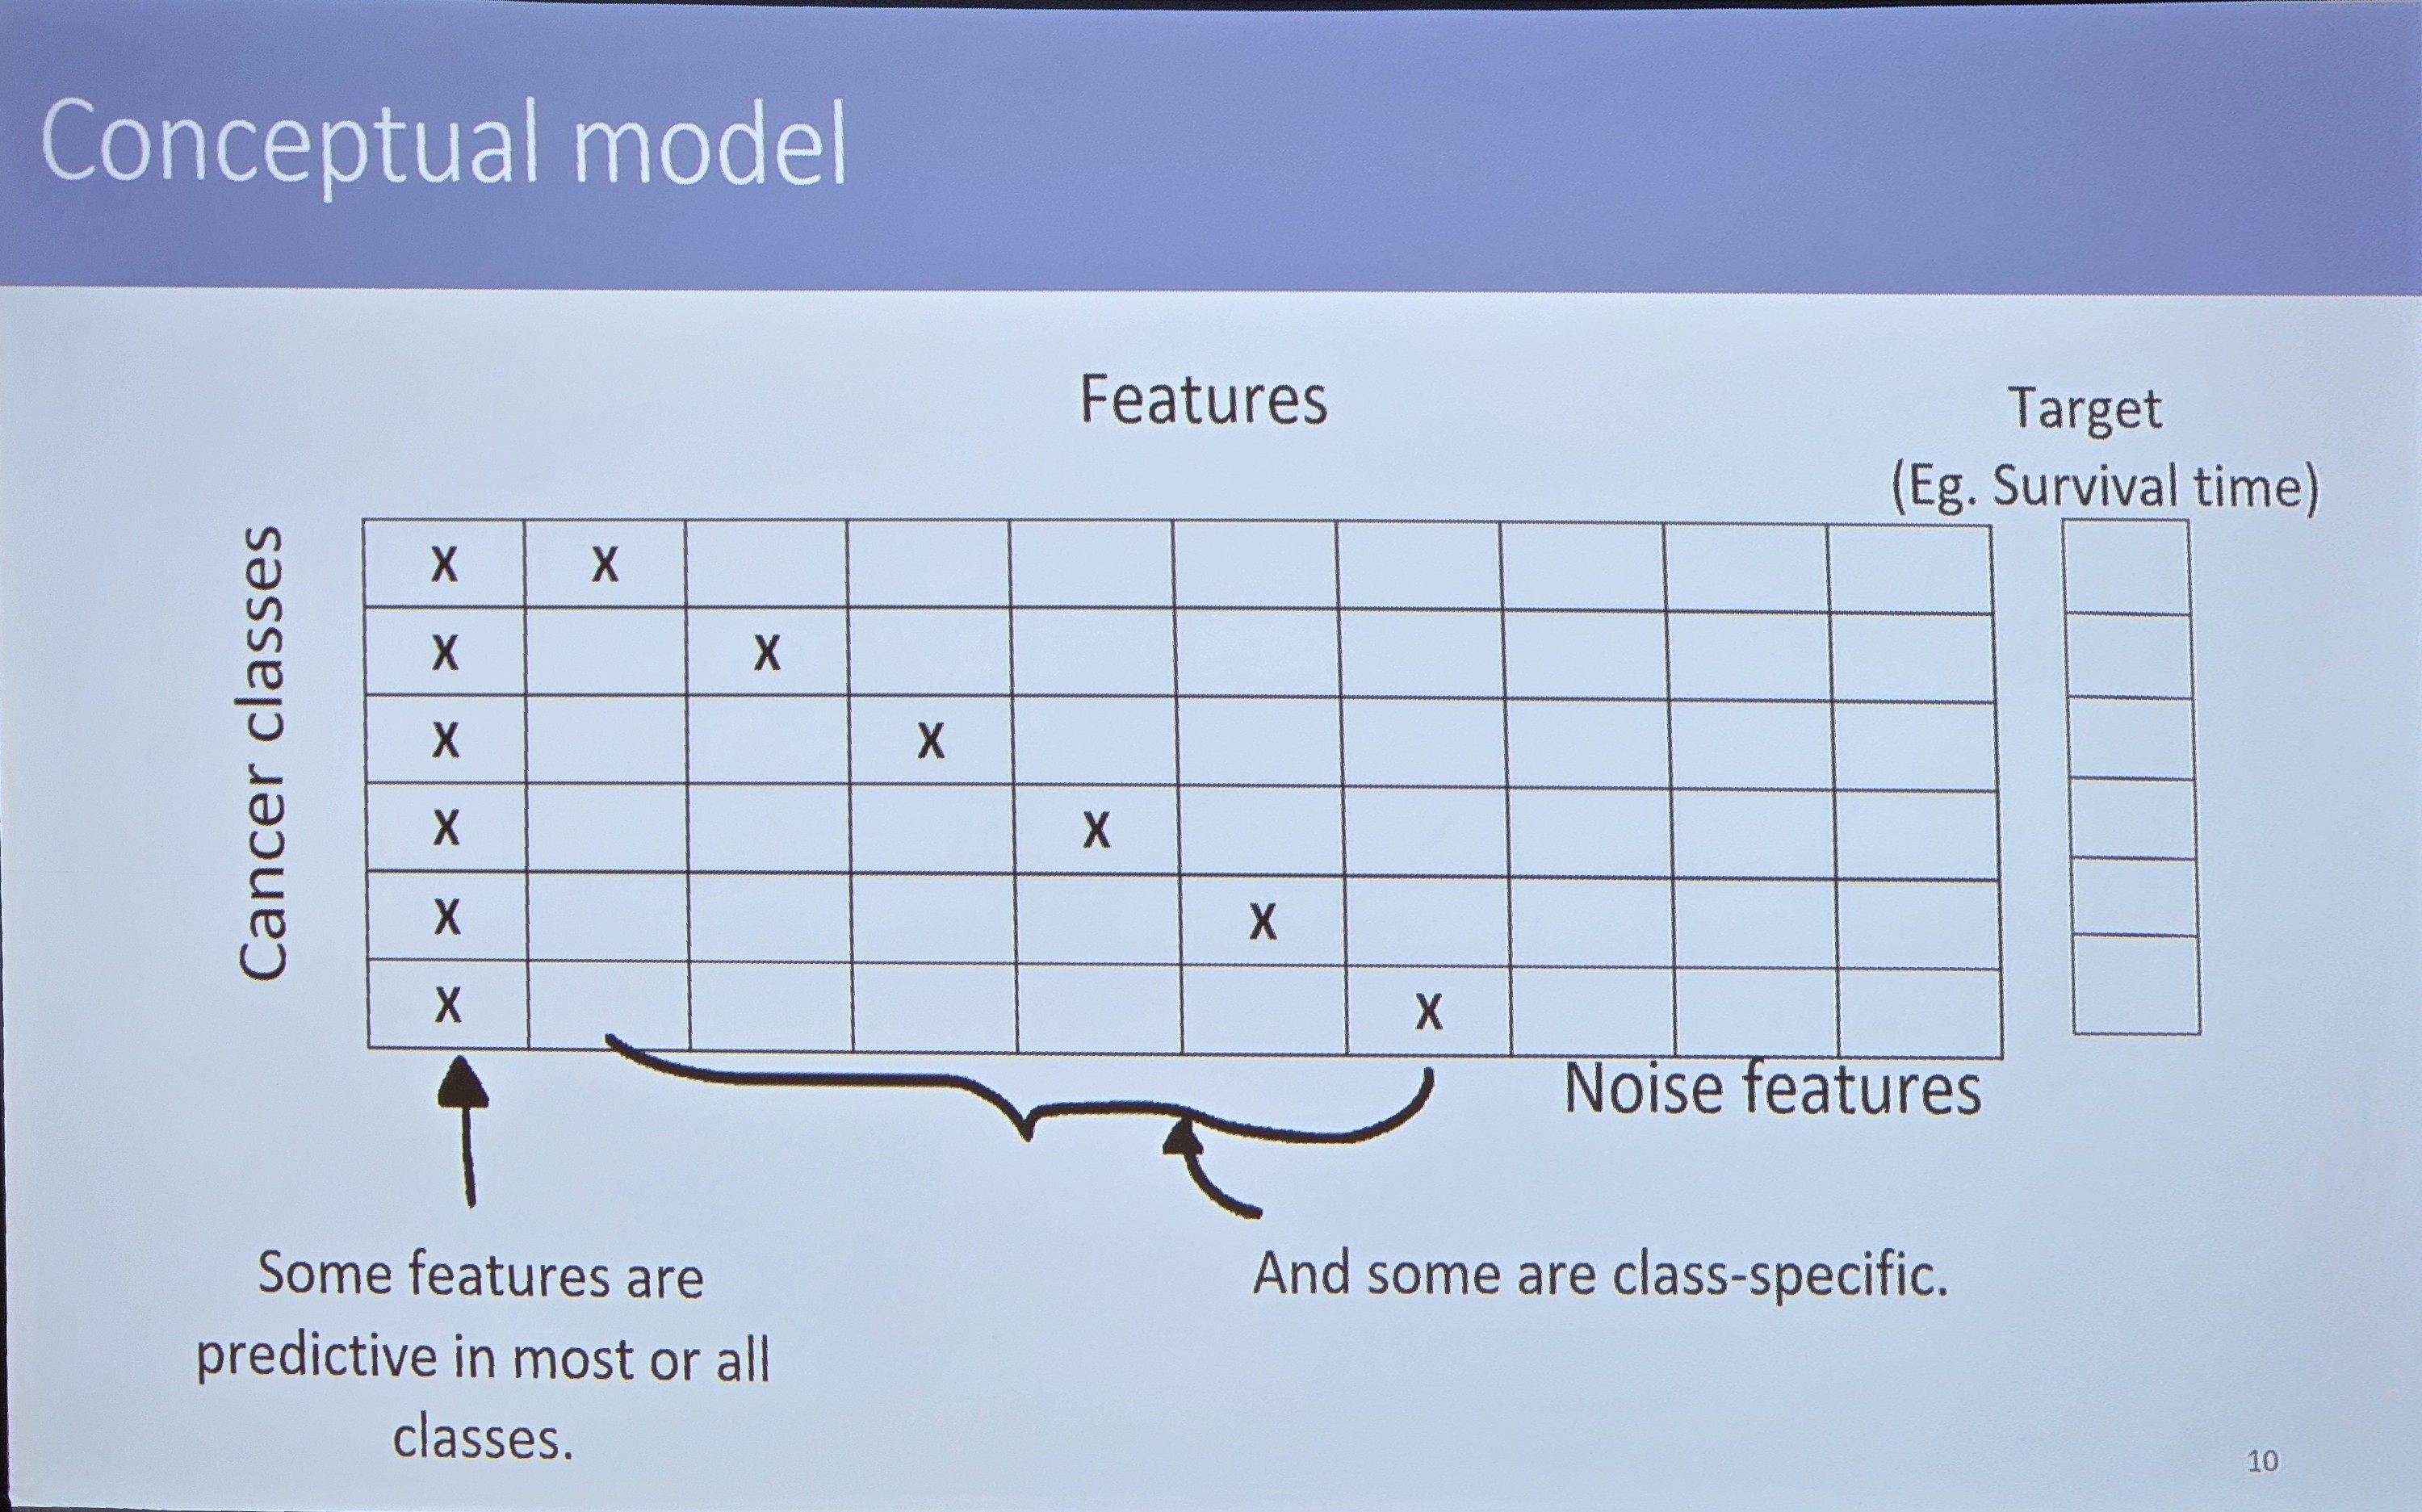 Conceptual model
Features
Target
(Eg. Survival time)
Cancer classes
X X
X X
X X
X X
X X
X X
Noise features
Some features are
predictive in most or all
classes.
And some are class-specific.
10